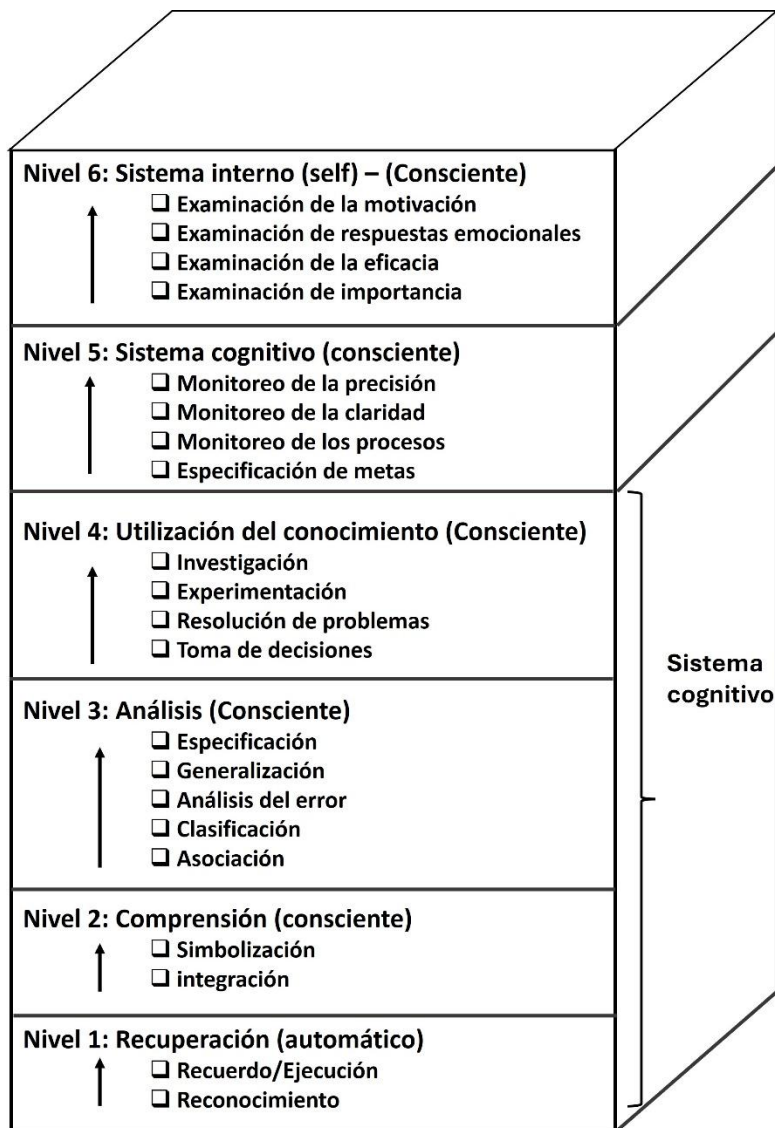 Nivel 6: Sistema interno (self) – (Consciente)
❑ Examinación de la motivación
❑ Examinación de respuestas emocionales
❑ Examinación de la eficacia
❑ Examinación de importancia
Nivel 5: Sistema cognitivo (consciente)
❑ Monitoreo de la precisión
❑ Monitoreo de la claridad
❑ Monitoreo de los procesos
❑ Especificación de metas
Nivel 4: Utilización del conocimiento (Consciente)
❑ Investigación
❑ Experimentación
❑ Resolución de problemas
❑ Toma de decisiones
Nivel 3: Análisis (Consciente)
❑ Especificación
❑ Generalización
❑ Análisis del error
❑ Clasificación
❑ Asociación
Nivel 2: Comprensión (consciente)
❑ Simbolización
❑ integración
Nivel 1: Recuperación (automático)
❑ Recuerdo/Ejecución
❑ Reconocimiento
Sistema
cognitivo